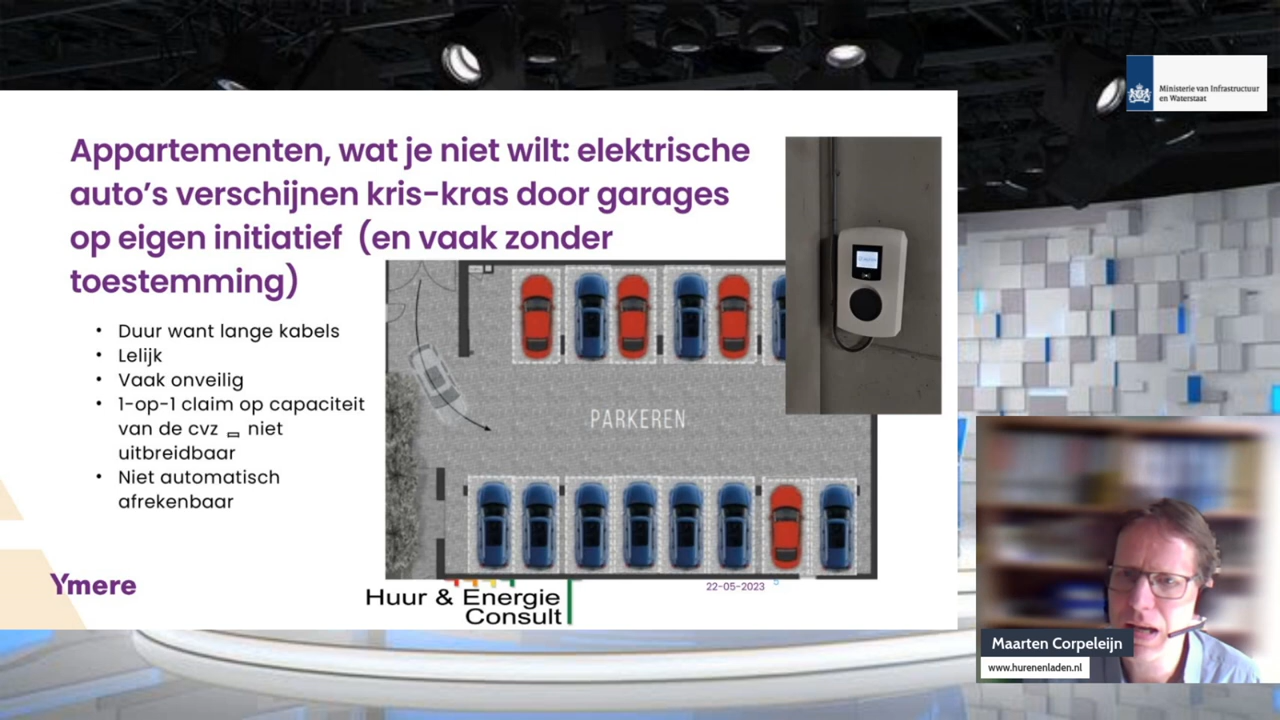 Ministerie van Infrastructuur
en Waterstaat
Appartementen, wat je niet wilt: elektrische
auto's verschijnen kris-kras door garages
op eigen initiatief (en vaak zonder
toestemming)
• Duur want lange kabels
• Lelijk
• Vaak onveilig
• 1-op-1 claim op capaciteit
van de cvz niet
uitbreidbaar
• Niet automatisch
afrekenbaar
PARKEREN
Ymere
Huur & Energie
Consult
22-05-2023 5
Maarten Corpeleijn
www.hurenenladen.nl